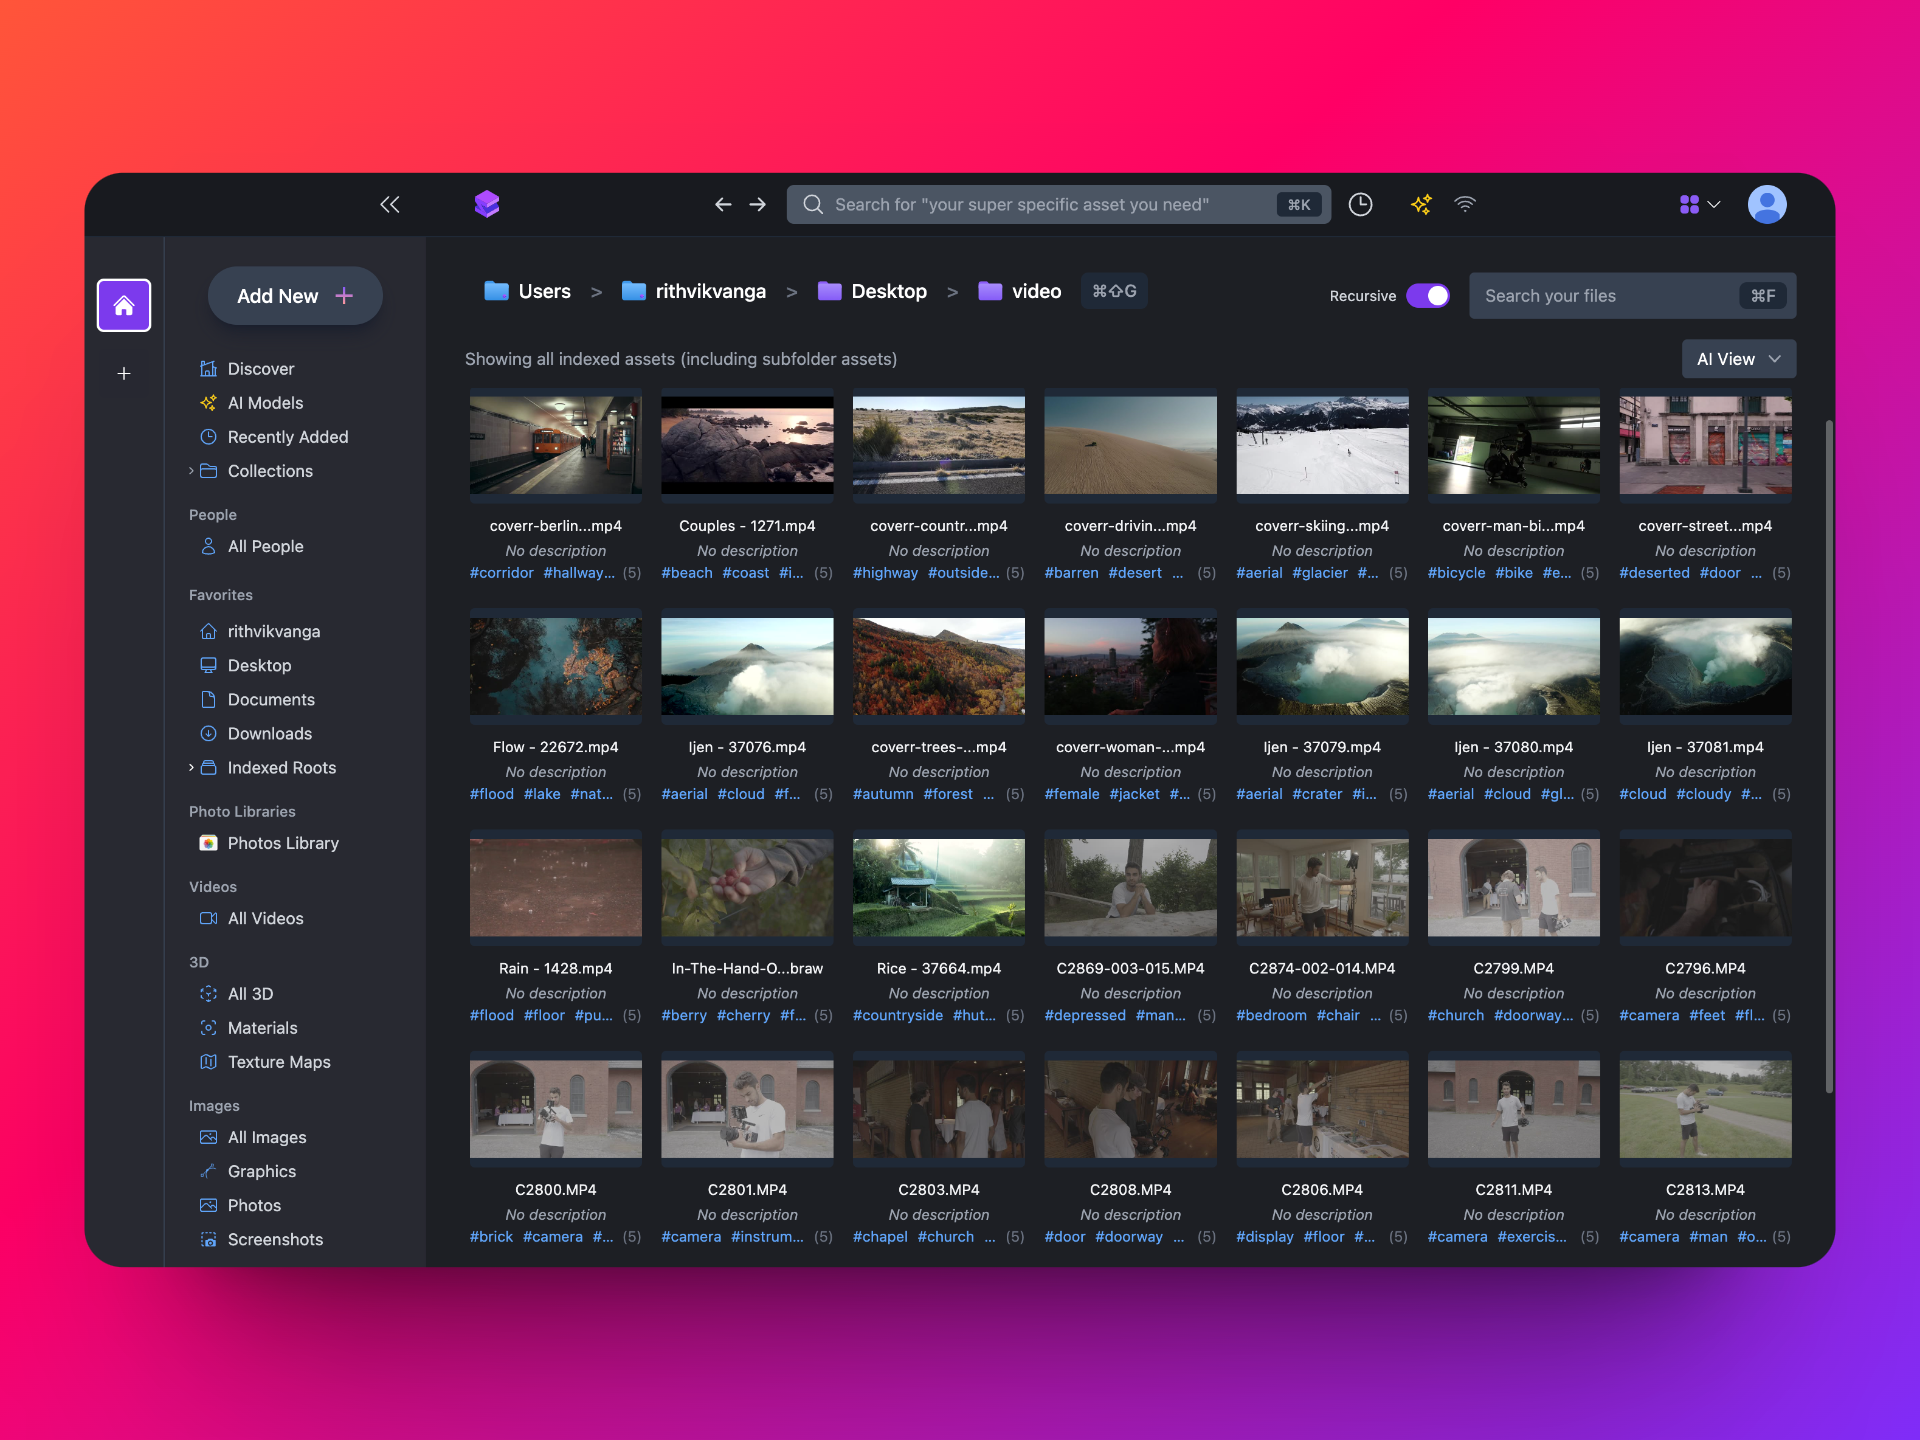 Search for "your super specific asset you need" ⌘K
Add New
Users > rithvikvanga > Desktop > video ⌘⇧G
Recursive
Search your files ⌘F
Showing all indexed assets (including subfolder assets)
AI View
Discover
AI Models
Recently Added
Collections
People
All People
Favorites
rithvikvanga
Desktop
Documents
Downloads
Indexed Roots
Photo Libraries
Photos Library
Videos
All Videos
3D
All 3D
Materials
Texture Maps
Images
All Images
Graphics
Photos
Screenshots
coverr-berlin...mp4 Couples - 1271.mp4 coverr-countr...mp4 coverr-drivin...mp4 coverr-skiing...mp4 coverr-man-bi...mp4 coverr-street...mp4
No description No description No description No description No description No description No description
#corridor #hallway... (5) #beach #coast #i... (5) #highway #outside... (5) #barren #desert ... (5) #aerial #glacier #... (5) #bicycle #bike #e... (5) #deserted #door ... (5)
Flow - 22672.mp4 Ijen - 37076.mp4 coverr-trees-...mp4 coverr-woman-...mp4 Ijen - 37079.mp4 Ijen - 37080.mp4 Ijen - 37081.mp4
No description No description No description No description No description No description No description
#flood #lake #nat... (5) #aerial #cloud #f... (5) #autumn #forest ... (5) #female #jacket #... (5) #aerial #crater #i... (5) #aerial #cloud #gl... (5) #cloud #cloudy #... (5)
Rain - 1428.mp4 In-The-Hand-O...braw Rice - 37664.mp4 C2869-003-015.MP4 C2874-002-014.MP4 C2799.MP4 C2796.MP4
No description No description No description No description No description No description No description
#flood #floor #pu... (5) #berry #cherry #f... (5) #countryside #hut... (5) #depressed #man... (5) #bedroom #chair ... (5) #church #doorway... (5) #camera #feet #fl... (5)
C2800.MP4 C2801.MP4 C2803.MP4 C2808.MP4 C2806.MP4 C2811.MP4 C2813.MP4
No description No description No description No description No description No description No description
#brick #camera #... (5) #camera #instrum... (5) #chapel #church ... (5) #door #doorway ... (5) #display #floor #... (5) #camera #exercis... (5) #camera #man #o... (5)